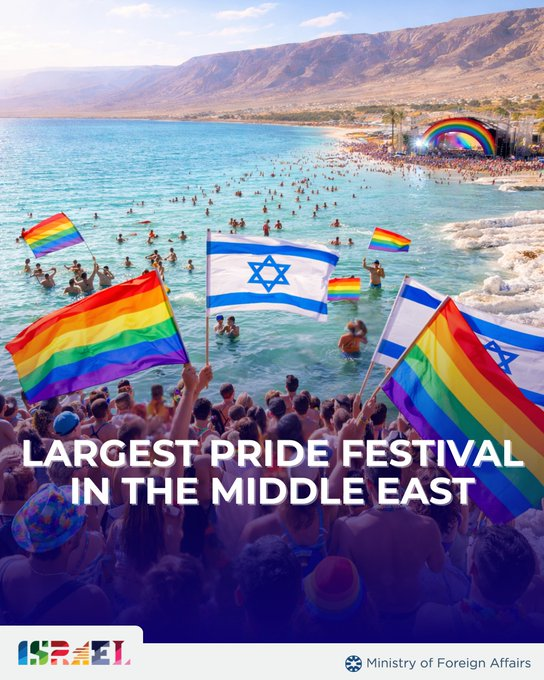 LARGEST PRIDE FESTIVAL
IN THE MIDDLE EAST
ISRAEL
Ministry of Foreign Affairs